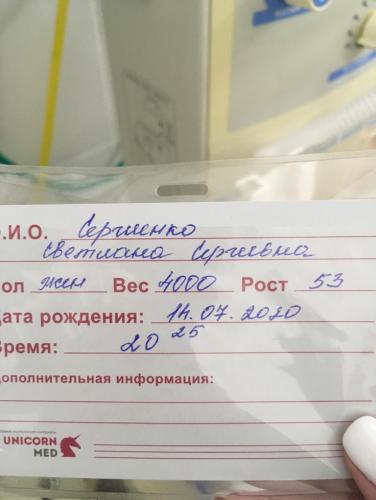 .И.О. Сергиенко
Светлана Сергиевна
ол жен Вес 4000 Рост 53
ата рождения: 14.07.2020
ремя: 20 25
ополнительная информация:
UNICORN
MED